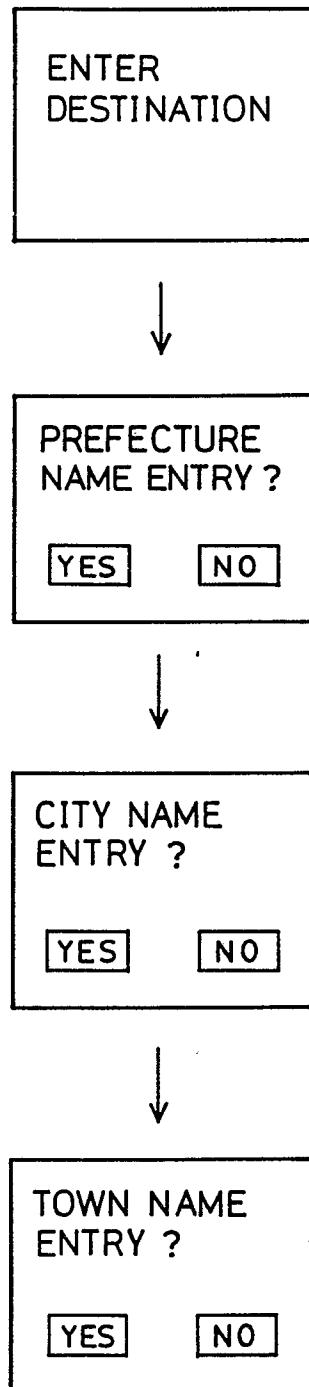 ENTER
DESTINATION
PREFECTURE
NAME ENTRY ?
YES NO
CITY NAME
ENTRY ?
YES NO
TOWN NAME
ENTRY ?
YES NO